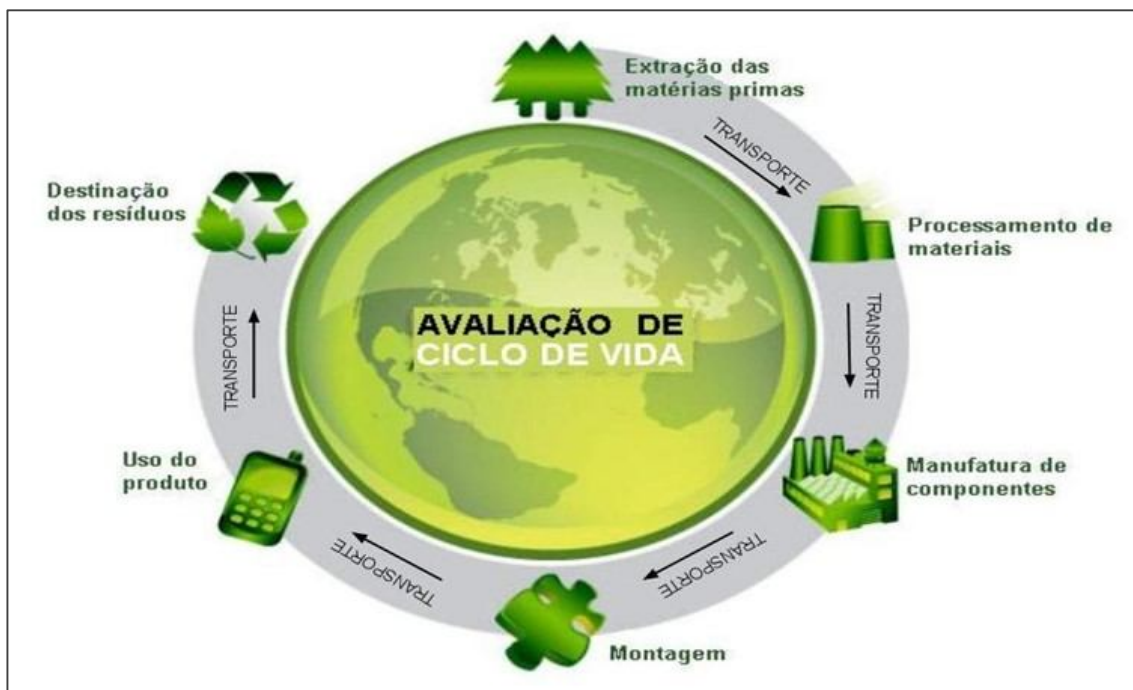 Extração das
matérias primas
TRANSPORTE
Processamento de
materiais
TRANSPORTE
Manufatura de
componentes
TRANSPORTE
Montagem
TRANSPORTE
Uso do
produto
TRANSPORTE
Destinação
dos resíduos
AVALIAÇÃO DE
CICLO DE VIDA